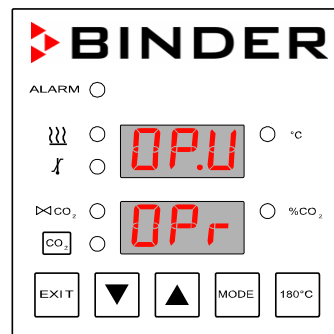 BINDER
ALARM
OP.U °C
CO₂ OPr %CO₂
CO₂
EXIT MODE 180°C